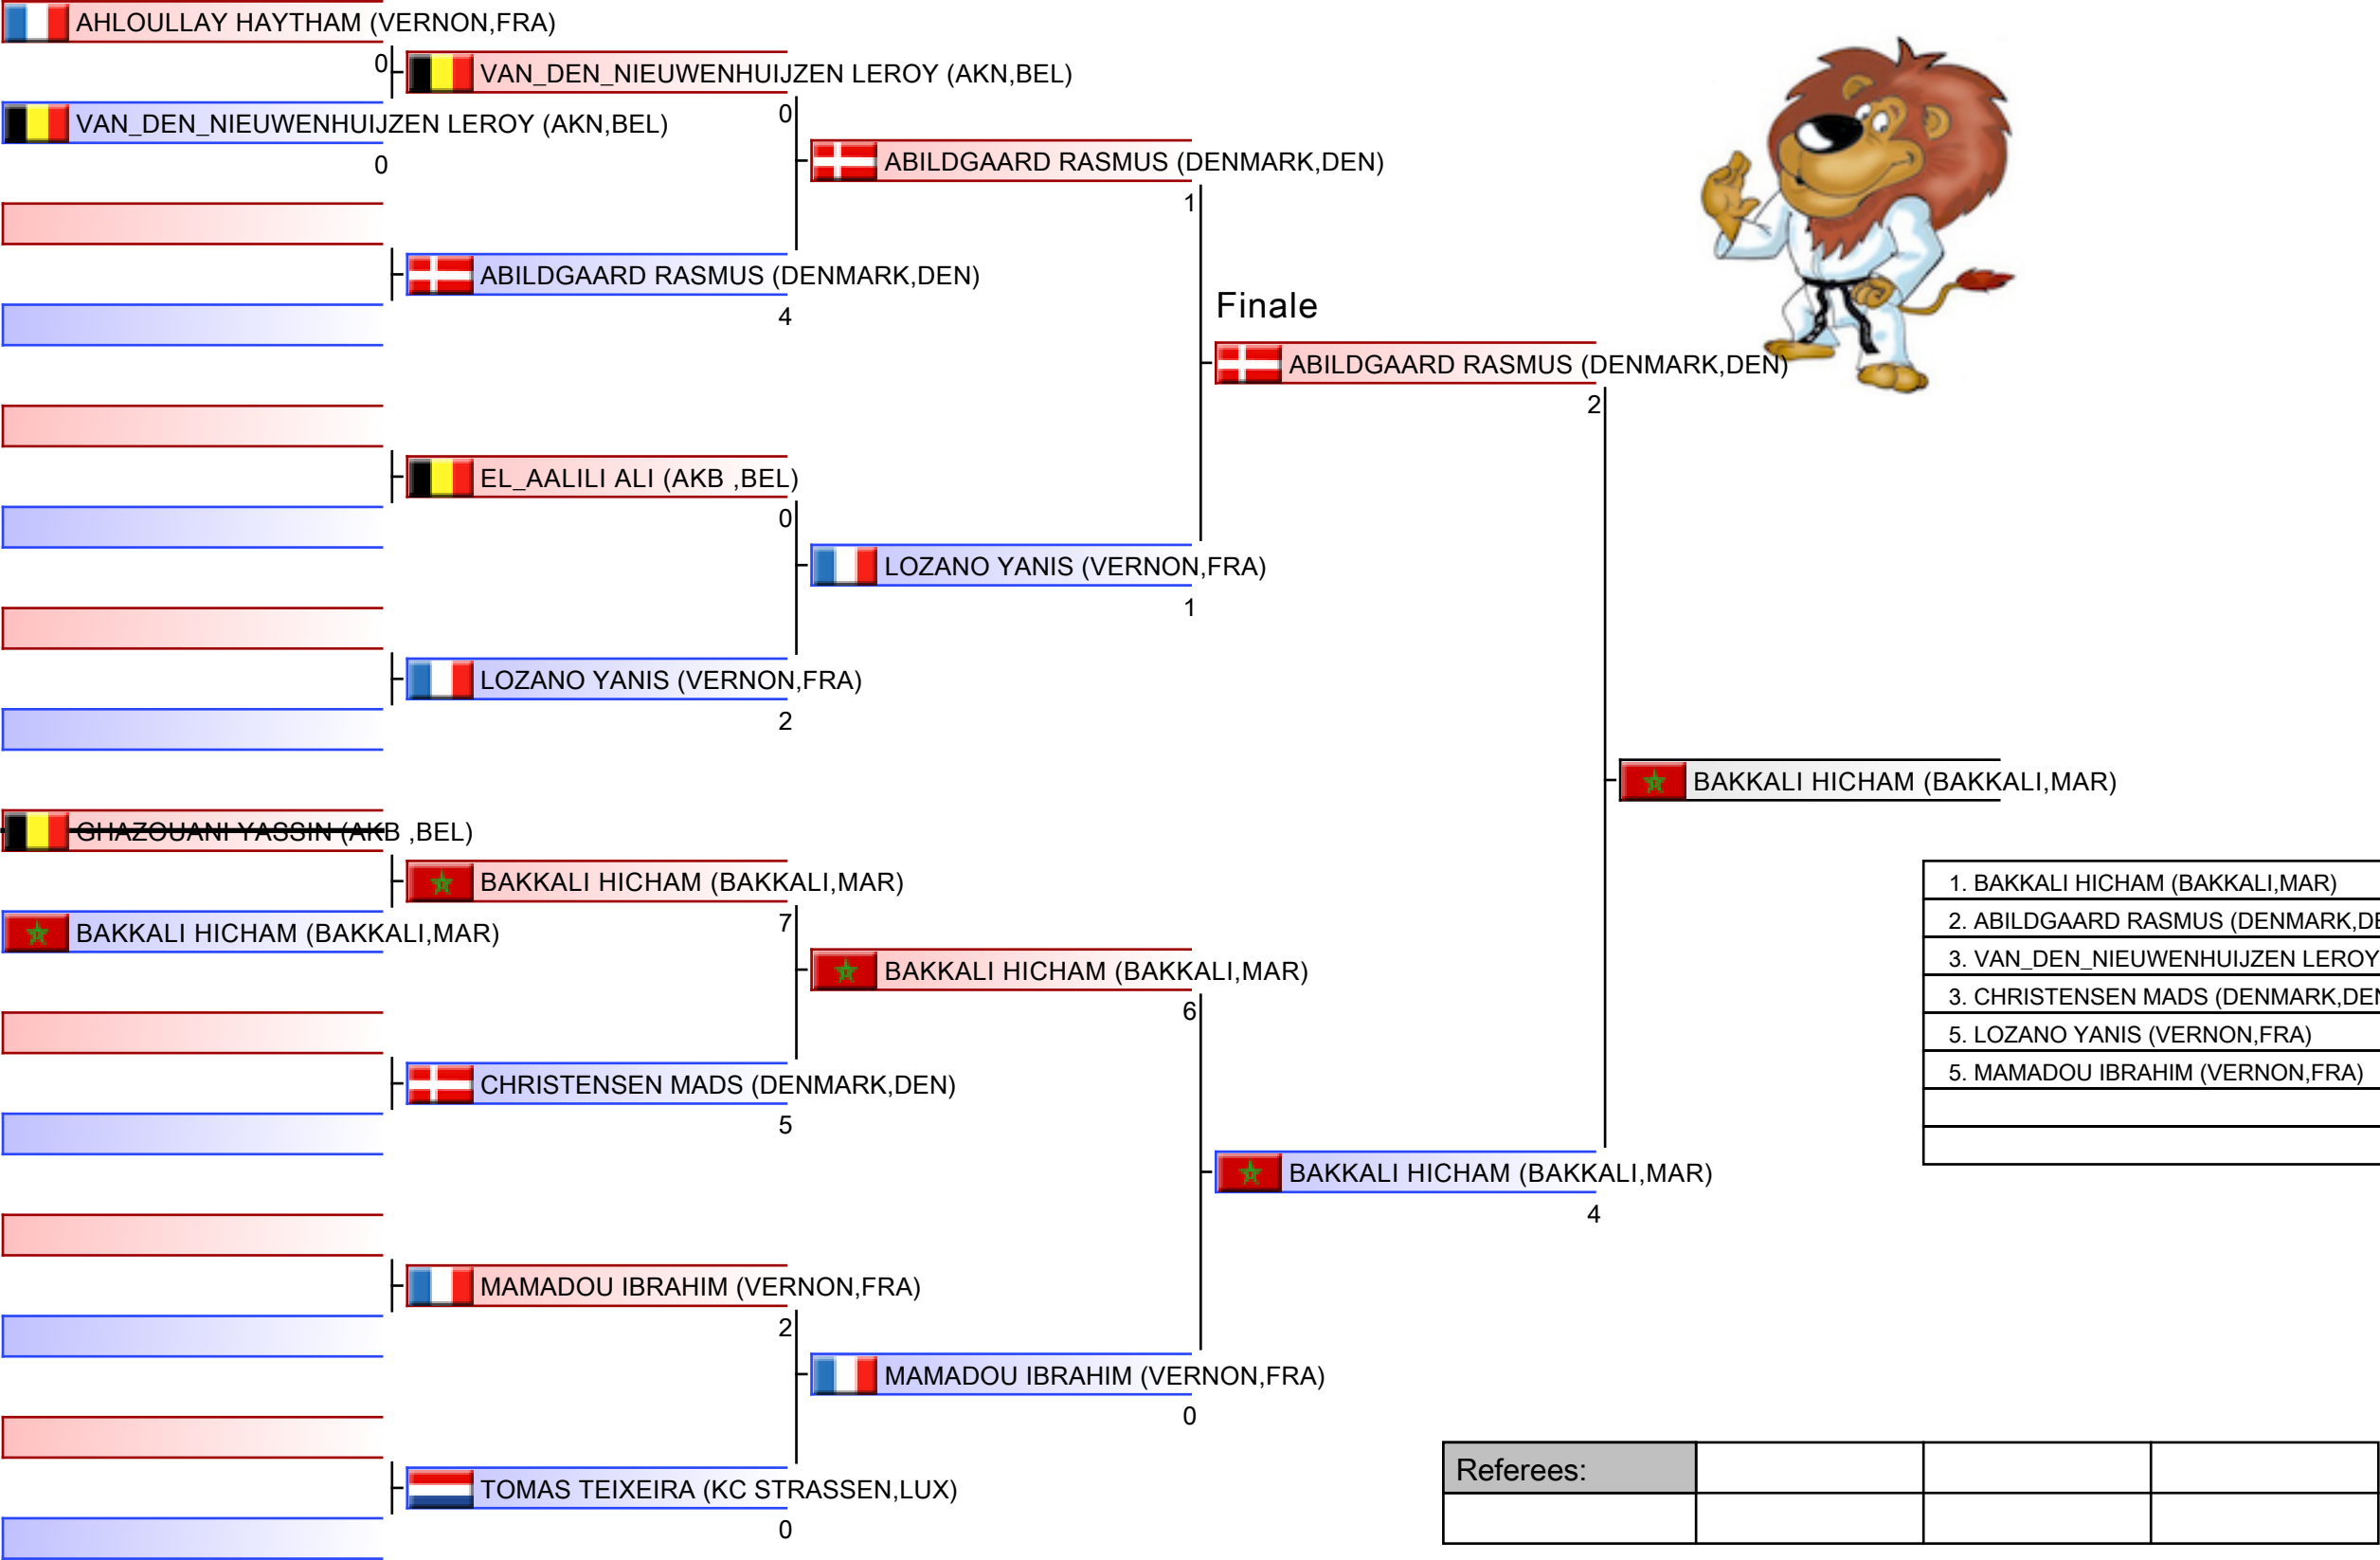 AHLOULLAY HAYTHAM (VERNON,FRA)
0
VAN_DEN_NIEUWENHUIJZEN LEROY (AKN,BEL)
0
VAN_DEN_NIEUWENHUIJZEN LEROY (AKN,BEL)
0
ABILDGAARD RASMUS (DENMARK,DEN)
4
EL_AALILI ALI (AKB ,BEL)
0
LOZANO YANIS (VERNON,FRA)
2
GHAZOUANI YASSIN (AKB ,BEL)
BAKKALI HICHAM (BAKKALI,MAR)
BAKKALI HICHAM (BAKKALI,MAR)
7
CHRISTENSEN MADS (DENMARK,DEN)
5
MAMADOU IBRAHIM (VERNON,FRA)
2
TOMAS TEIXEIRA (KC STRASSEN,LUX)
0
ABILDGAARD RASMUS (DENMARK,DEN)
1
LOZANO YANIS (VERNON,FRA)
1
BAKKALI HICHAM (BAKKALI,MAR)
6
MAMADOU IBRAHIM (VERNON,FRA)
0
Finale
ABILDGAARD RASMUS (DENMARK,DEN)
2
BAKKALI HICHAM (BAKKALI,MAR)
4
BAKKALI HICHAM (BAKKALI,MAR)
1. BAKKALI HICHAM (BAKKALI,MAR)
2. ABILDGAARD RASMUS (DENMARK,DE
3. VAN_DEN_NIEUWENHUIJZEN LEROY
3. CHRISTENSEN MADS (DENMARK,DEN
5. LOZANO YANIS (VERNON,FRA)
5. MAMADOU IBRAHIM (VERNON,FRA)
Referees: